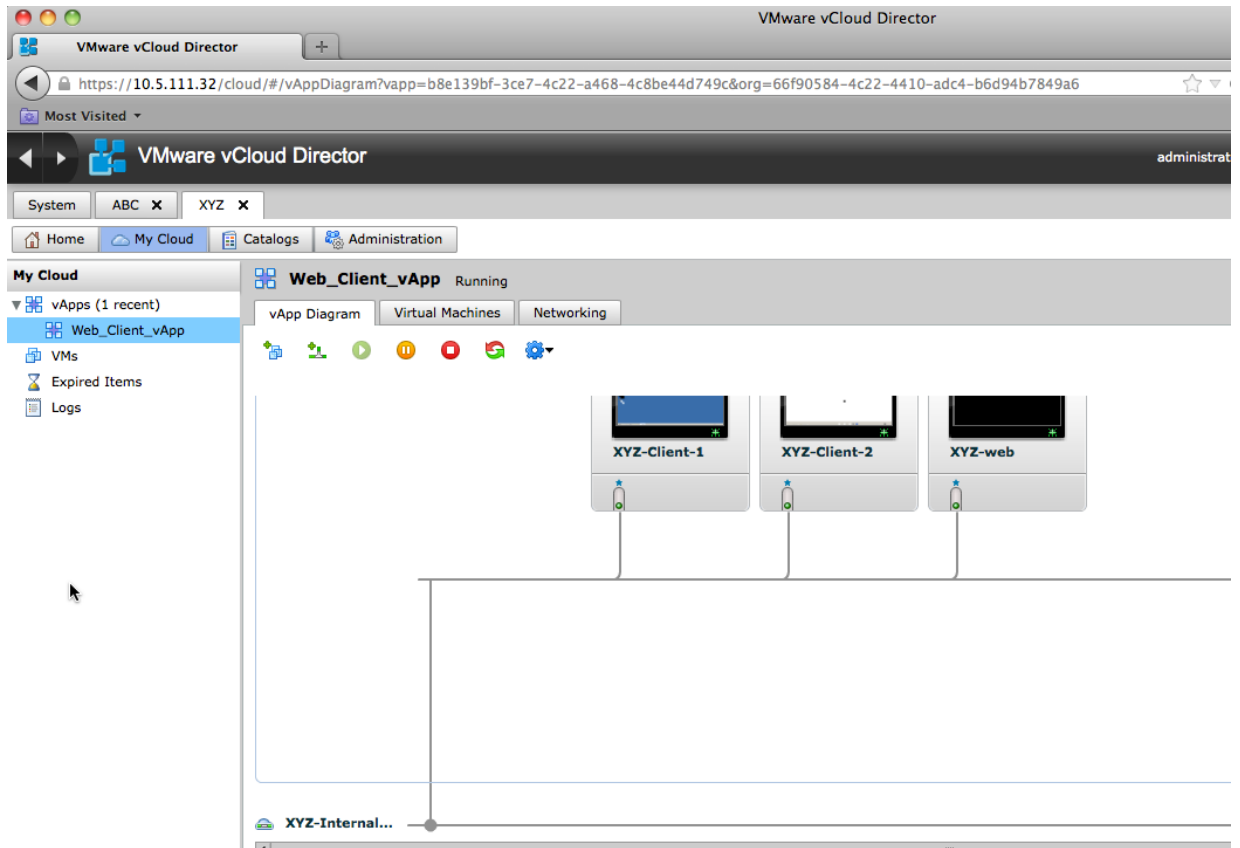 VMware vCloud Director
VMware vCloud Director
https://10.5.111.32/cloud/#/vAppDiagram?vapp=b8e139bf-3ce7-4c22-a468-4c8be44d749c&org=66f90584-4c22-4410-adc4-b6d94b7849a6
Most Visited
VMware vCloud Director administrat
System ABC XYZ
Home My Cloud Catalogs Administration
My Cloud
vApps (1 recent)
Web_Client_vApp
VMs
Expired Items
Logs
Web_Client_vApp Running
vApp Diagram Virtual Machines Networking
XYZ-Client-1 XYZ-Client-2 XYZ-web
XYZ-Internal...